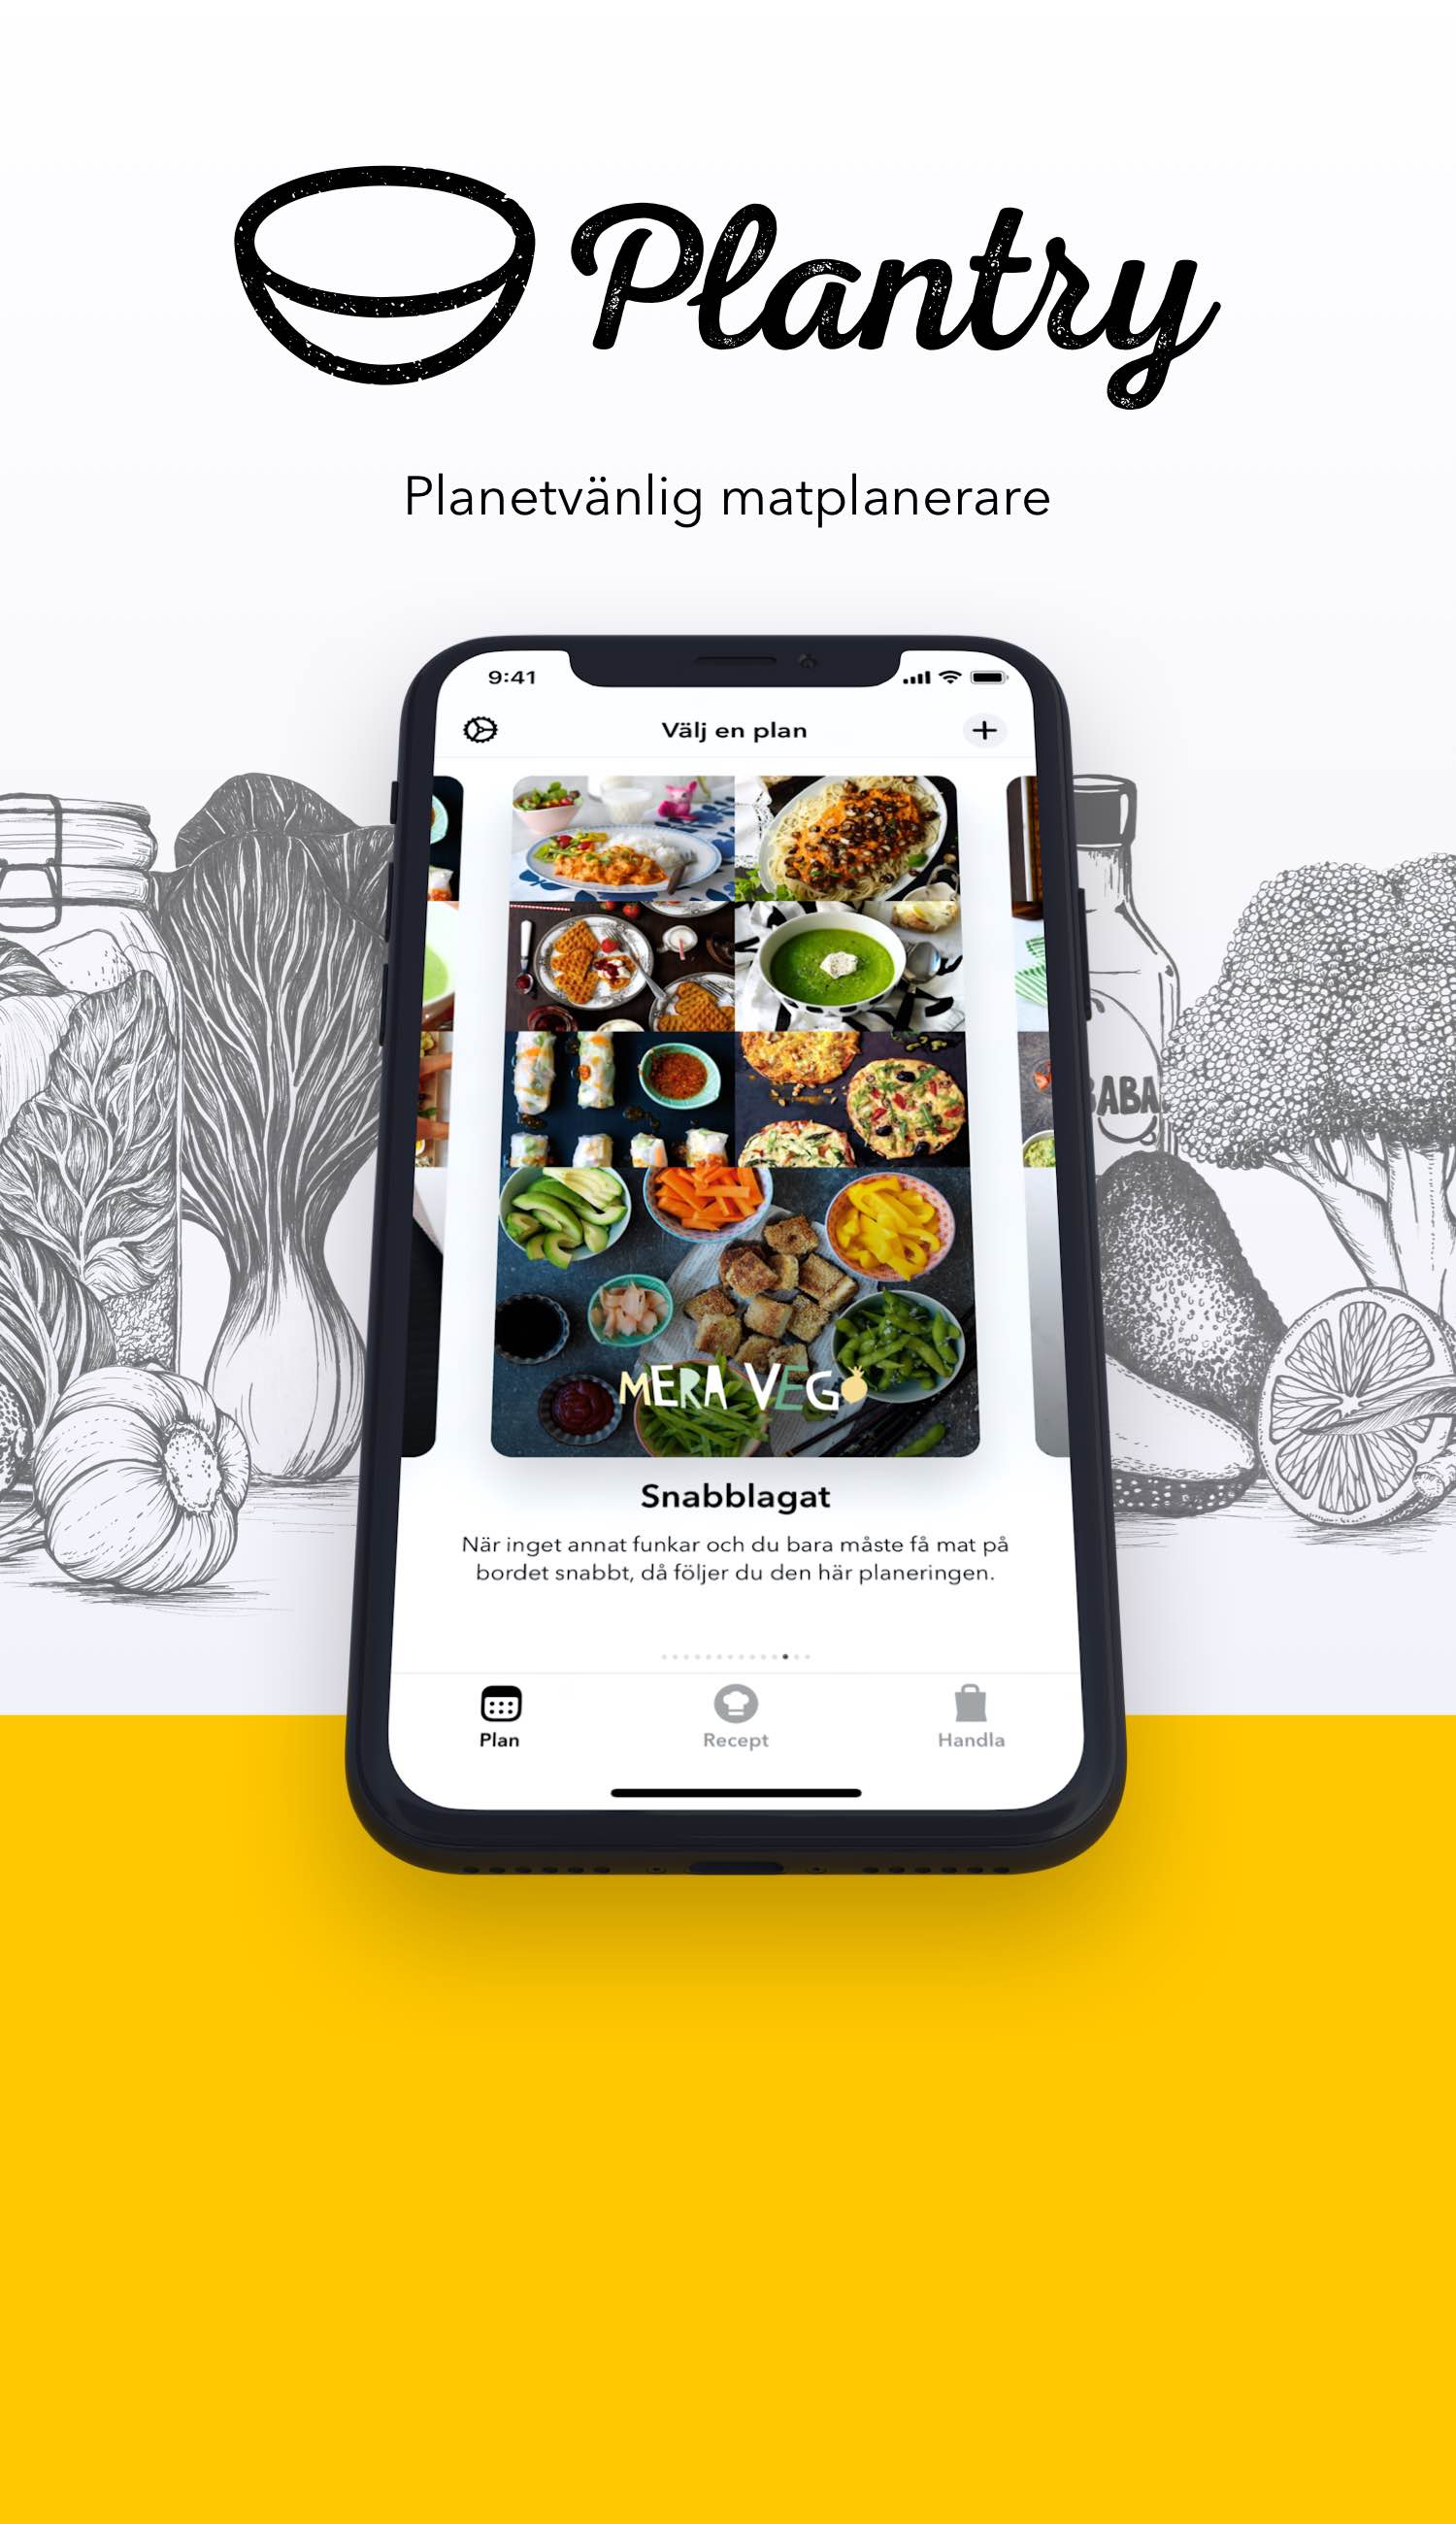 Plantry
Planetvänlig matplanerare
9:41
Välj en plan
MERA VEGO
Snabblagat
När inget annat funkar och du bara måste få mat på
bordet snabbt, då följer du den här planeringen.
Plan
Recept
Handla